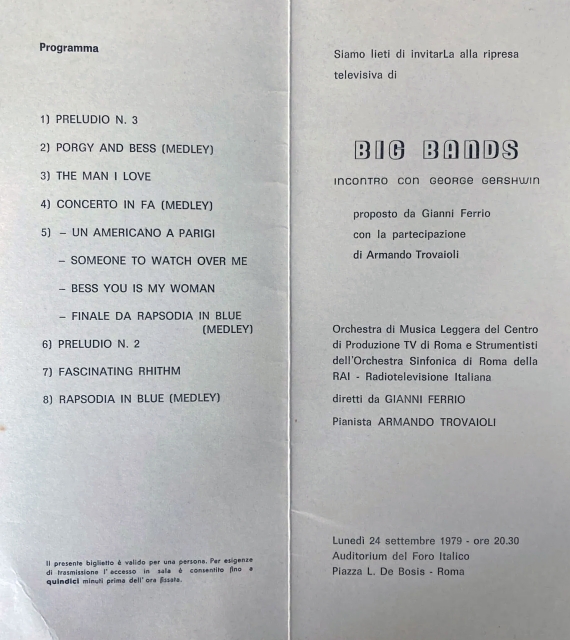 Programma
1) PRELUDIO N. 3
2) PORGY AND BESS (MEDLEY)
3) THE MAN I LOVE
4) CONCERTO IN FA (MEDLEY)
5) – UN AMERICANO A PARIGI
– SOMEONE TO WATCH OVER ME
– BESS YOU IS MY WOMAN
– FINALE DA RAPSODIA IN BLUE
(MEDLEY)
6) PRELUDIO N. 2
7) FASCINATING RHITHM
8) RAPSODIA IN BLUE (MEDLEY)
Il presente biglietto è valido per una persona. Per esigenze
di trasmissione l'accesso in sala è consentito fino a
quindici minuti prima dell'ora fissata.
Siamo lieti di invitarLa alla ripresa
televisiva di
BIG BANDS
INCONTRO CON GEORGE GERSHWIN
proposto da Gianni Ferrio
con la partecipazione
di Armando Trovaioli
Orchestra di Musica Leggera del Centro
di Produzione TV di Roma e Strumentisti
dell'Orchestra Sinfonica di Roma della
RAI - Radiotelevisione Italiana
diretti da GIANNI FERRIO
Pianista ARMANDO TROVAIOLI
Lunedì 24 settembre 1979 - ore 20.30
Auditorium del Foro Italico
Piazza L. De Bosis - Roma